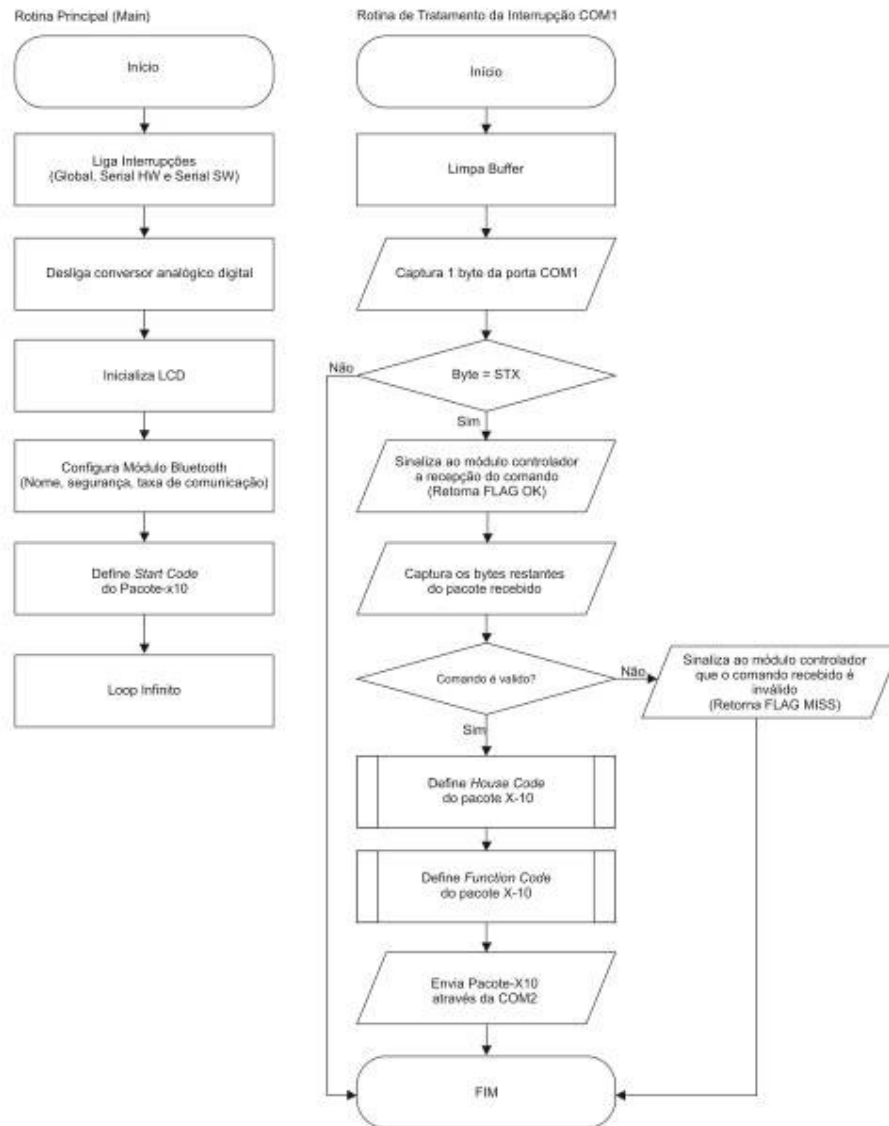 Rotina Principal (Main)
Início
Liga Interrupções
(Global, Serial HW e Serial SW)
Desliga conversor analógico digital
Inicializa LCD
Configura Módulo Bluetooth
(Nome, segurança, taxa de comunicação)
Define Start Code
do Pacote-x10
Loop Infinito
Rotina de Tratamento da Interrupção COM1
Início
Limpa Buffer
Captura 1 byte da porta COM1
Não
Byte = STX
Sim
Sinaliza ao módulo controlador
a recepção do comando
(Retorna FLAG OK)
Captura os bytes restantes
do pacote recebido
Comando é valido?
Não
Sinaliza ao módulo controlador
que o comando recebido é
inválido
(Retorna FLAG MISS)
Sim
Define House Code
do pacote X-10
Define Function Code
do pacote X-10
Envia Pacote-X10
através da COM2
FIM